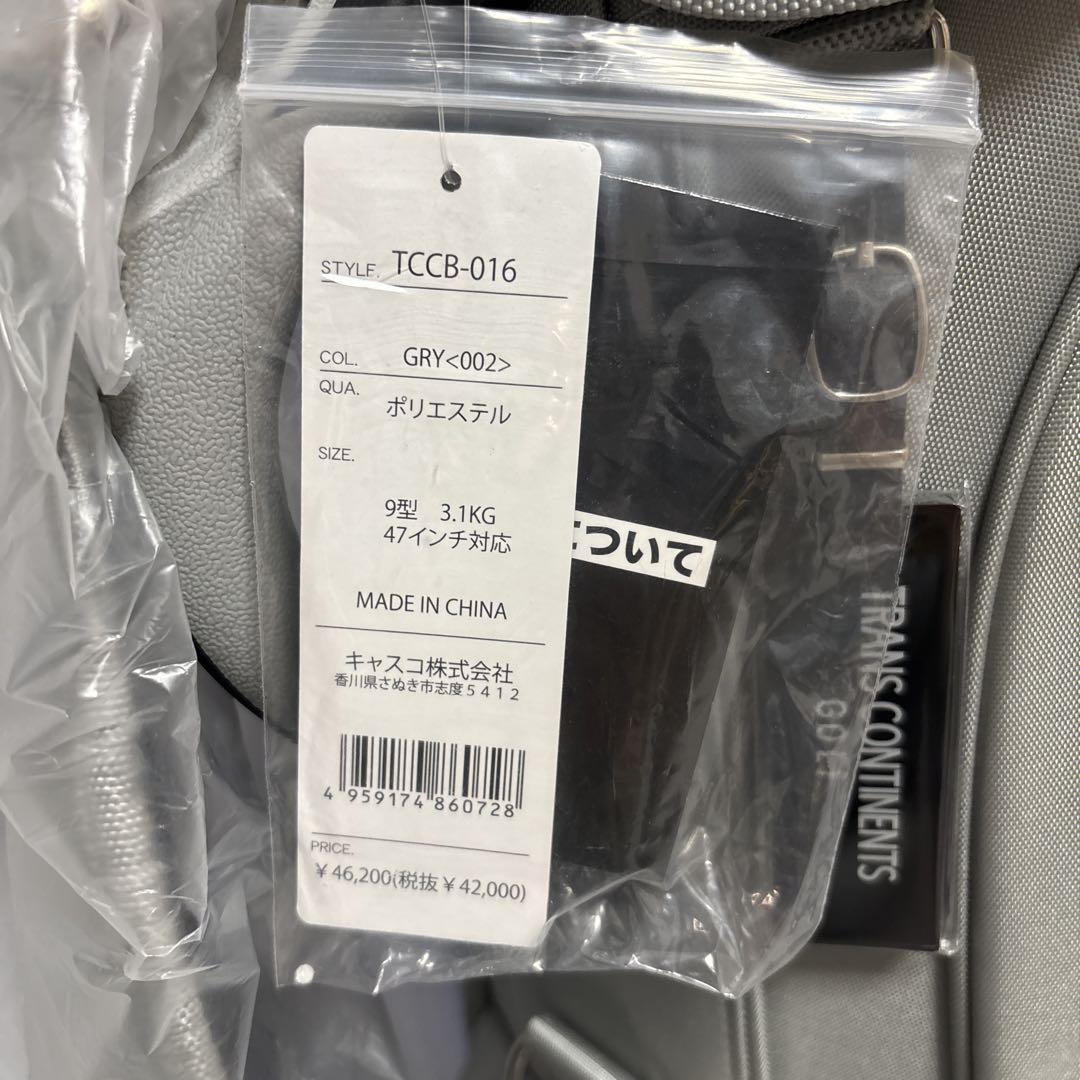 STYLE. TCCB-016
COL. GRY<002>
QUA.
ポリエステル
SIZE.
9型 3.1KG
47インチ対応
MADE IN CHINA
キャスコ株式会社
香川県さぬき市志度5412
4 959174 860728
PRICE.
￥46,200(税抜￥42,000)
について
TRANS CONTINENTS
GOLF